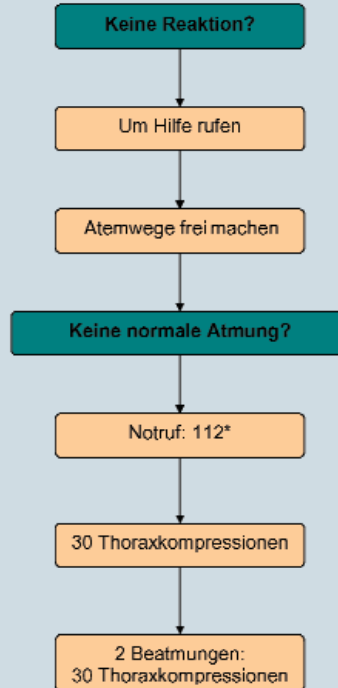 Keine Reaktion?
Um Hilfe rufen
Atemwege frei machen
Keine normale Atmung?
Notruf: 112*
30 Thoraxkompressionen
2 Beatmungen:
30 Thoraxkompressionen